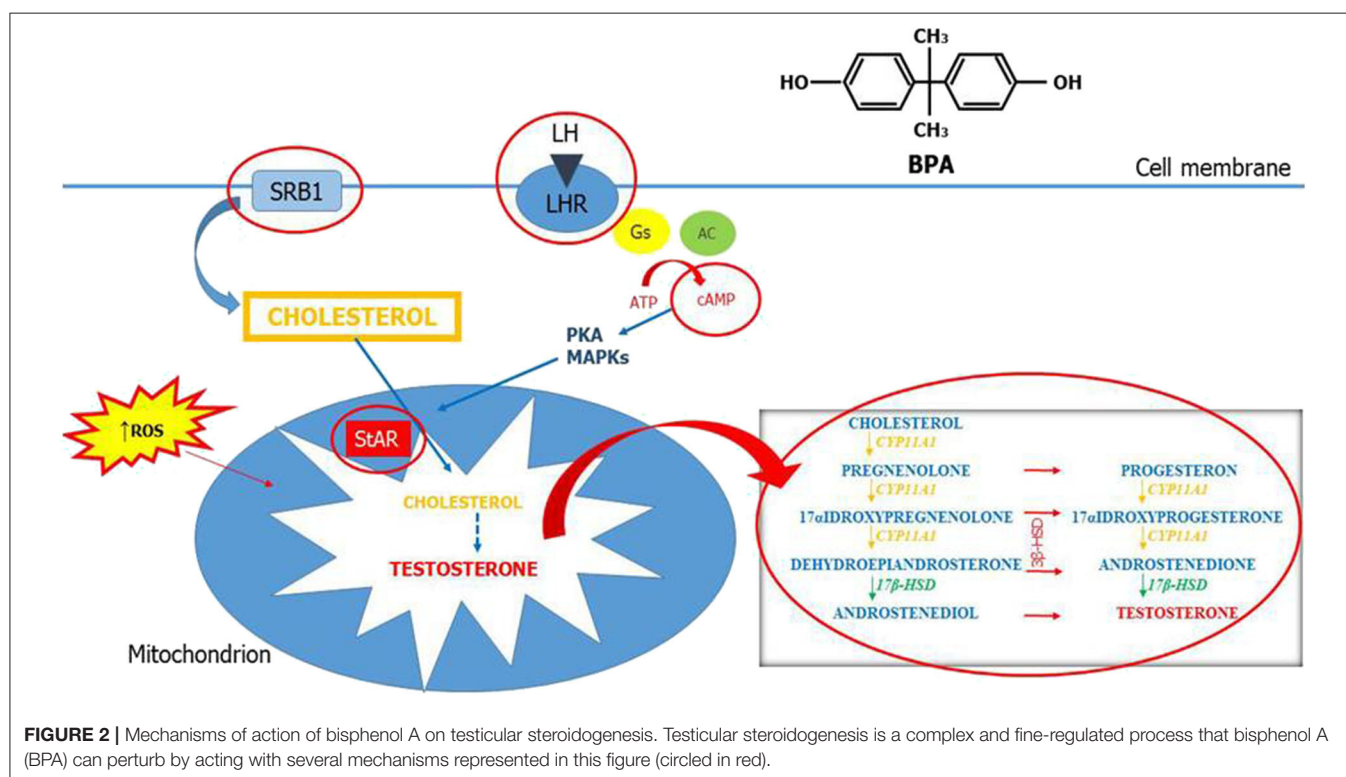 CH₃
HO
OH
CH₃
BPA
Cell membrane
LH
SRB1
LHR
Gs
AC
ATP
cAMP
CHOLESTEROL
PKA
MAPKs
↑ROS
StAR
CHOLESTEROL
TESTOSTERONE
Mitochondrion
CHOLESTEROL
CYP11A1
PREGNENOLONE
PROGESTERON
CYP11A1
CYP11A1
17αIDROXYPREGNENOLONE
17αIDROXYPROGESTERONE
CYP11A1
CYP11A1
3β-HSD
DEHYDROEPIANDROSTERONE
ANDROSTENEDIONE
17β-HSD
17β-HSD
ANDROSTENEDIOL
TESTOSTERONE
FIGURE 2 | Mechanisms of action of bisphenol A on testicular steroidogenesis. Testicular steroidogenesis is a complex and fine-regulated process that bisphenol A
(BPA) can perturb by acting with several mechanisms represented in this figure (circled in red).